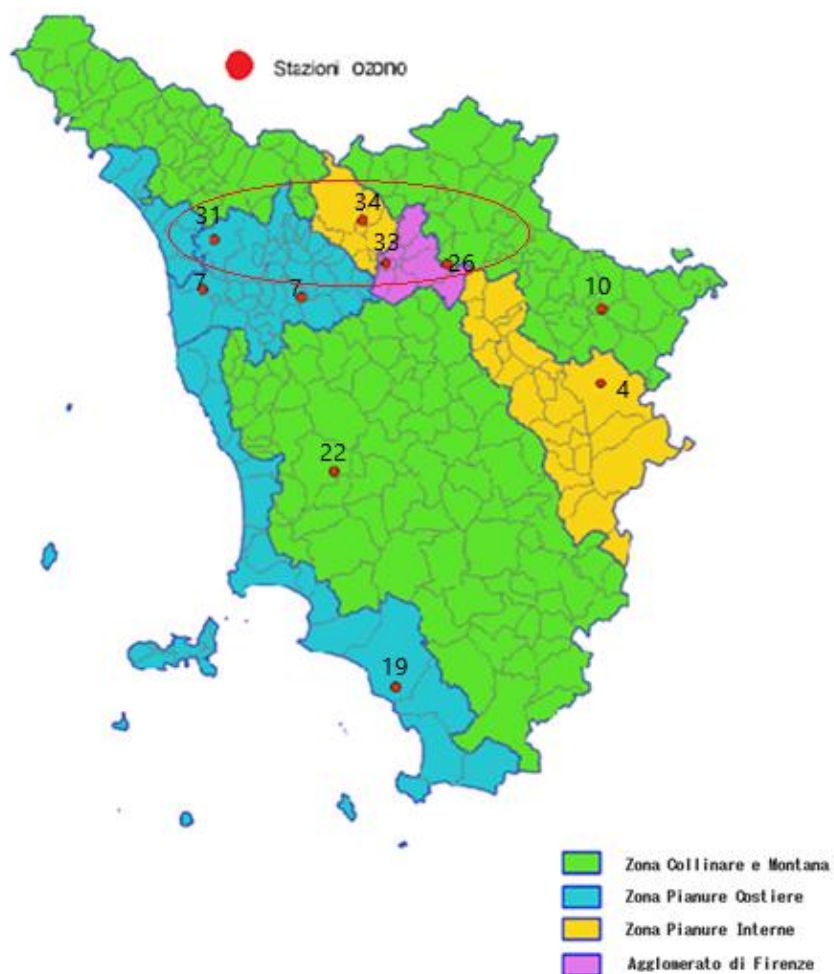 Stazioni ozono
34
31
33
26
7
7
10
4
22
19
Zona Collinare e Montana
Zona Pianure Costiere
Zona Pianure Interne
Agglomerato di Firenze